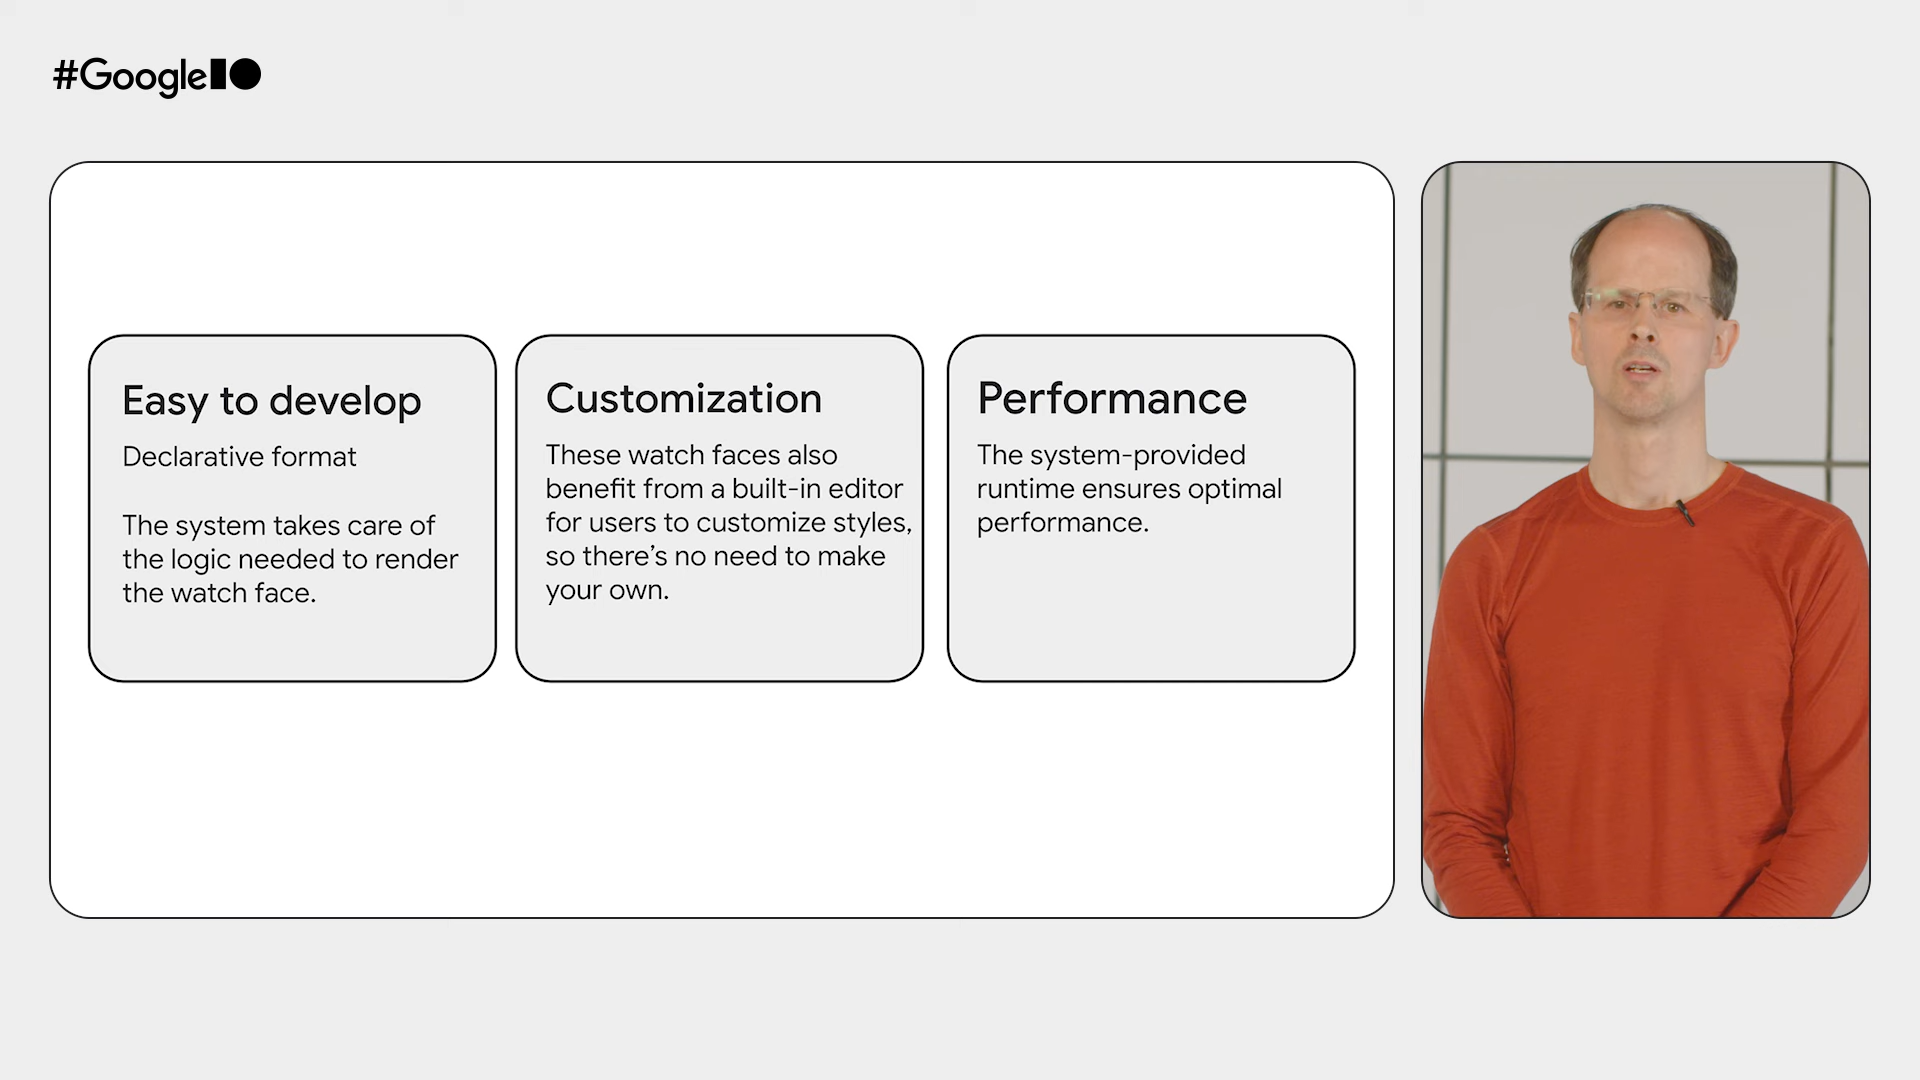 #GoogleIO
Easy to develop
Declarative format
The system takes care of
the logic needed to render
the watch face.
Customization
These watch faces also
benefit from a built-in editor
for users to customize styles,
so there's no need to make
your own.
Performance
The system-provided
runtime ensures optimal
performance.